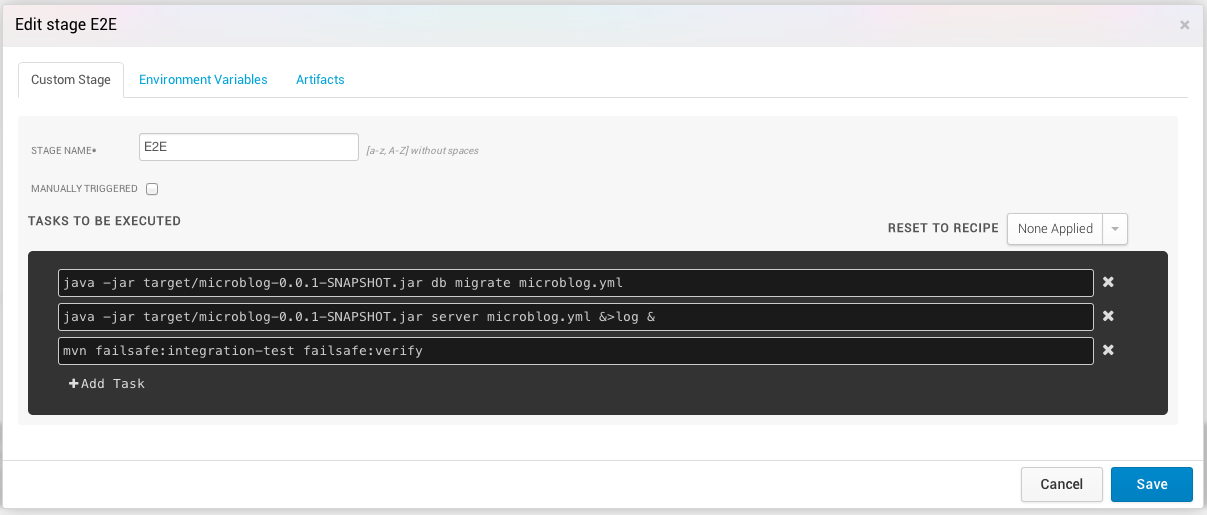 Edit stage E2E
×
Custom Stage Environment Variables Artifacts
STAGE NAME* E2E [a-z, A-Z] without spaces
MANUALLY TRIGGERED
TASKS TO BE EXECUTED
RESET TO RECIPE None Applied
java -jar target/microblog-0.0.1-SNAPSHOT.jar db migrate microblog.yml
java -jar target/microblog-0.0.1-SNAPSHOT.jar server microblog.yml &>log &
mvn failsafe:integration-test failsafe:verify
+Add Task
Cancel Save